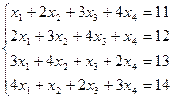 x₁ + 2x₂ + 3x₃ + 4x₄ = 11
2x₁ + 3x₂ + 4x₃ + x₄ = 12
3x₁ + 4x₂ + x₃ + 2x₄ = 13
4x₁ + x₂ + 2x₃ + 3x₄ = 14